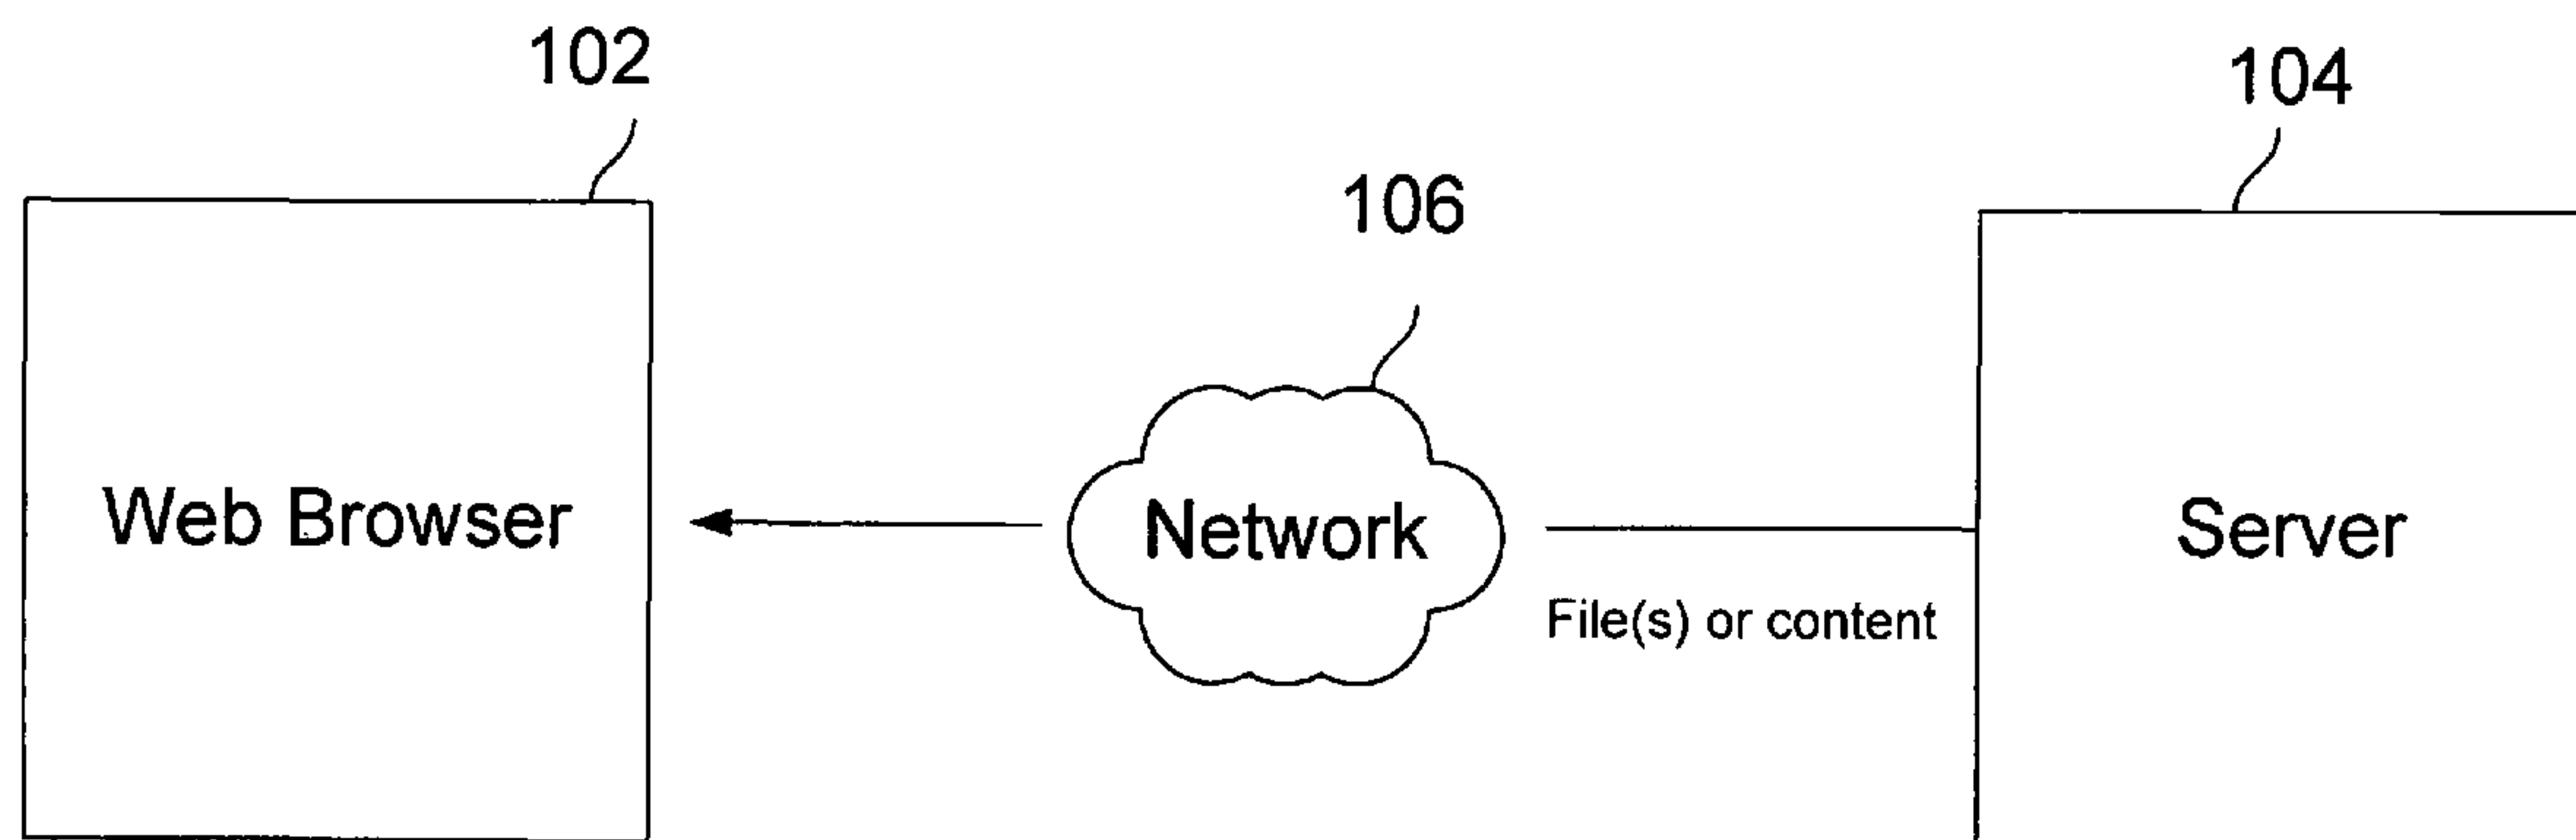 102
104
106
Web Browser
Network
Server
File(s) or content